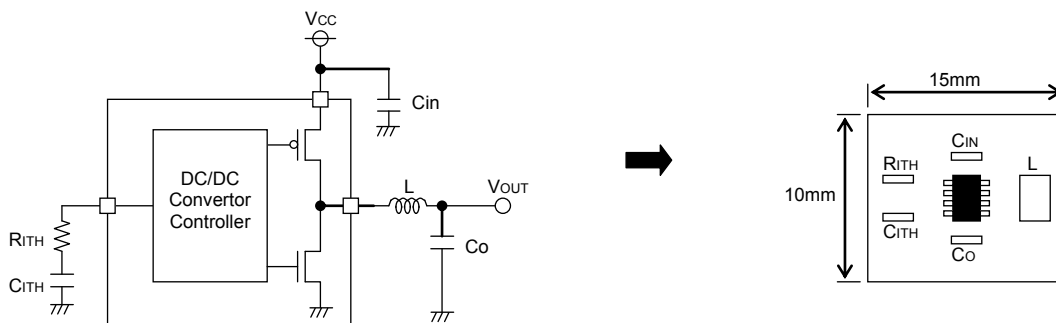 VCC
Cin
DC/DC
Convertor
Controller
RITH
CITH
L
VOUT
Co
15mm
10mm
CIN
RITH
L
CITH
CO